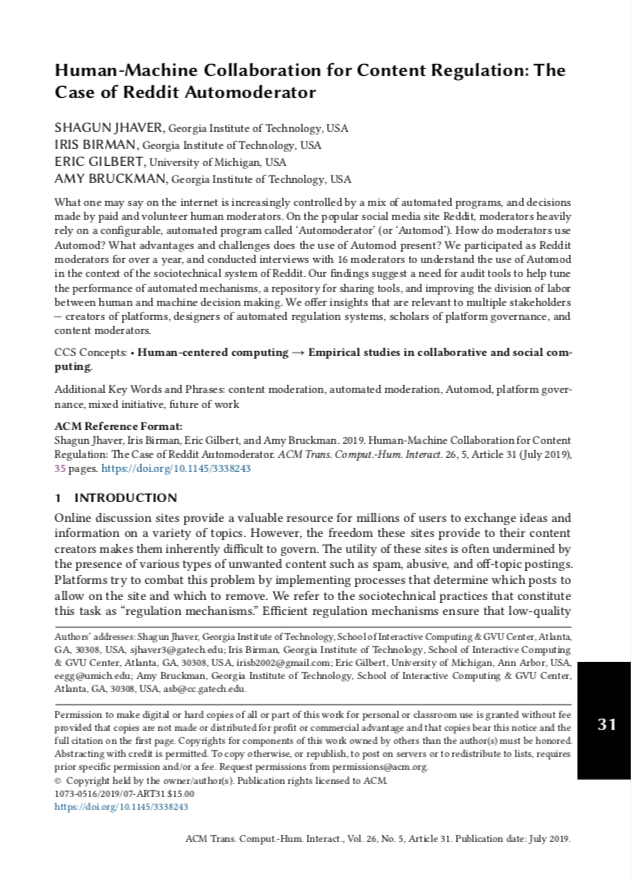 Human-Machine Collaboration for Content Regulation: The
Case of Reddit Automoderator
SHAGUN JHAVER, Georgia Institute of Technology, USA
IRIS BIRMAN, Georgia Institute of Technology, USA
ERIC GILBERT, University of Michigan, USA
AMY BRUCKMAN, Georgia Institute of Technology, USA
What one may say on the internet is increasingly controlled by a mix of automated programs, and decisions
made by paid and volunteer human moderators. On the popular social media site Reddit, moderators heavily
rely on a configurable, automated program called ‘Automoderator’ (or ‘Automod’). How do moderators use
Automod? What advantages and challenges does the use of Automod present? We participated as Reddit
moderators for over a year, and conducted interviews with 16 moderators to understand the use of Automod
in the context of the sociotechnical system of Reddit. Our findings suggest a need for audit tools to help tune
the performance of automated mechanisms, a repository for sharing tools, and improving the division of labor
between human and machine decision making. We offer insights that are relevant to multiple stakeholders
— creators of platforms, designers of automated regulation systems, scholars of platform governance, and
content moderators.
CCS Concepts: • Human-centered computing → Empirical studies in collaborative and social com-
puting.
Additional Key Words and Phrases: content moderation, automated moderation, Automod, platform gover-
nance, mixed initiative, future of work
ACM Reference Format:
Shagun Jhaver, Iris Birman, Eric Gilbert, and Amy Bruckman. 2019. Human-Machine Collaboration for Content
Regulation: The Case of Reddit Automoderator. ACM Trans. Comput.-Hum. Interact. 26, 5, Article 31 (July 2019),
35 pages. https://doi.org/10.1145/3338243
1 INTRODUCTION
Online discussion sites provide a valuable resource for millions of users to exchange ideas and
information on a variety of topics. However, the freedom these sites provide to their content
creators makes them inherently difficult to govern. The utility of these sites is often undermined by
the presence of various types of unwanted content such as spam, abusive, and off-topic postings.
Platforms try to combat this problem by implementing processes that determine which posts to
allow on the site and which to remove. We refer to the sociotechnical practices that constitute
this task as “regulation mechanisms.” Efficient regulation mechanisms ensure that low-quality
Authors’ addresses: Shagun Jhaver, Georgia Institute of Technology, School of Interactive Computing & GVU Center, Atlanta,
GA, 30308, USA, sjhaver3@gatech.edu; Iris Birman, Georgia Institute of Technology, School of Interactive Computing
& GVU Center, Atlanta, GA, 30308, USA, irisb2002@gmail.com; Eric Gilbert, University of Michigan, Ann Arbor, USA,
eegg@umich.edu; Amy Bruckman, Georgia Institute of Technology, School of Interactive Computing & GVU Center,
Atlanta, GA, 30308, USA, asb@cc.gatech.edu.
Permission to make digital or hard copies of all or part of this work for personal or classroom use is granted without fee
provided that copies are not made or distributed for profit or commercial advantage and that copies bear this notice and the
full citation on the first page. Copyrights for components of this work owned by others than the author(s) must be honored.
Abstracting with credit is permitted. To copy otherwise, or republish, to post on servers or to redistribute to lists, requires
prior specific permission and/or a fee. Request permissions from permissions@acm.org.
© Copyright held by the owner/author(s). Publication rights licensed to ACM.
1073-0516/2019/07-ART31 $15.00
https://doi.org/10.1145/3338243
31
ACM Trans. Comput.-Hum. Interact., Vol. 26, No. 5, Article 31. Publication date: July 2019.